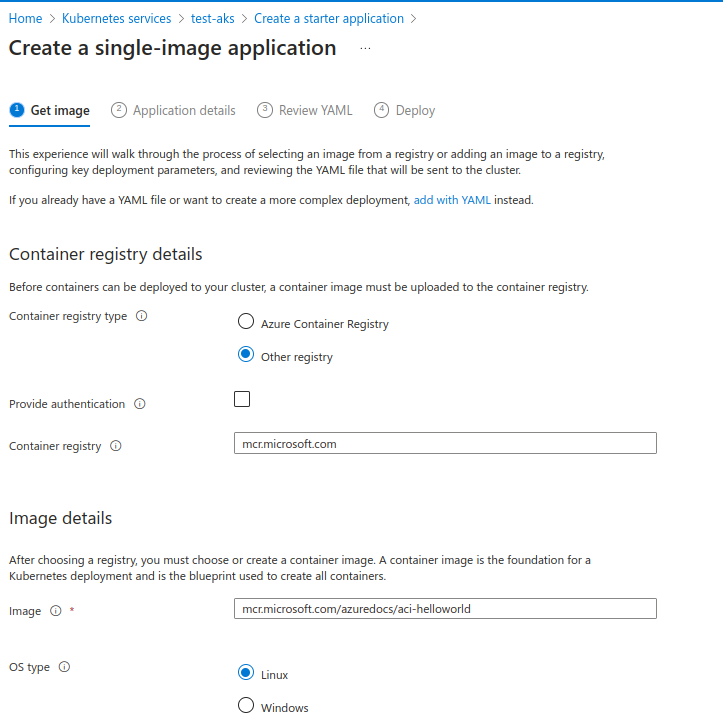 Home > Kubernetes services > test-aks > Create a starter application >
Create a single-image application ...
1 Get image 2 Application details 3 Review YAML 4 Deploy
This experience will walk through the process of selecting an image from a registry or adding an image to a registry,
configuring key deployment parameters, and reviewing the YAML file that will be sent to the cluster.
If you already have a YAML file or want to create a more complex deployment, add with YAML instead.
Container registry details
Before containers can be deployed to your cluster, a container image must be uploaded to the container registry.
Container registry type
Azure Container Registry
Other registry
Provide authentication
Container registry mcr.microsoft.com
Image details
After choosing a registry, you must choose or create a container image. A container image is the foundation for a
Kubernetes deployment and is the blueprint used to create all containers.
Image * mcr.microsoft.com/azuredocs/aci-helloworld
OS type
Linux
Windows